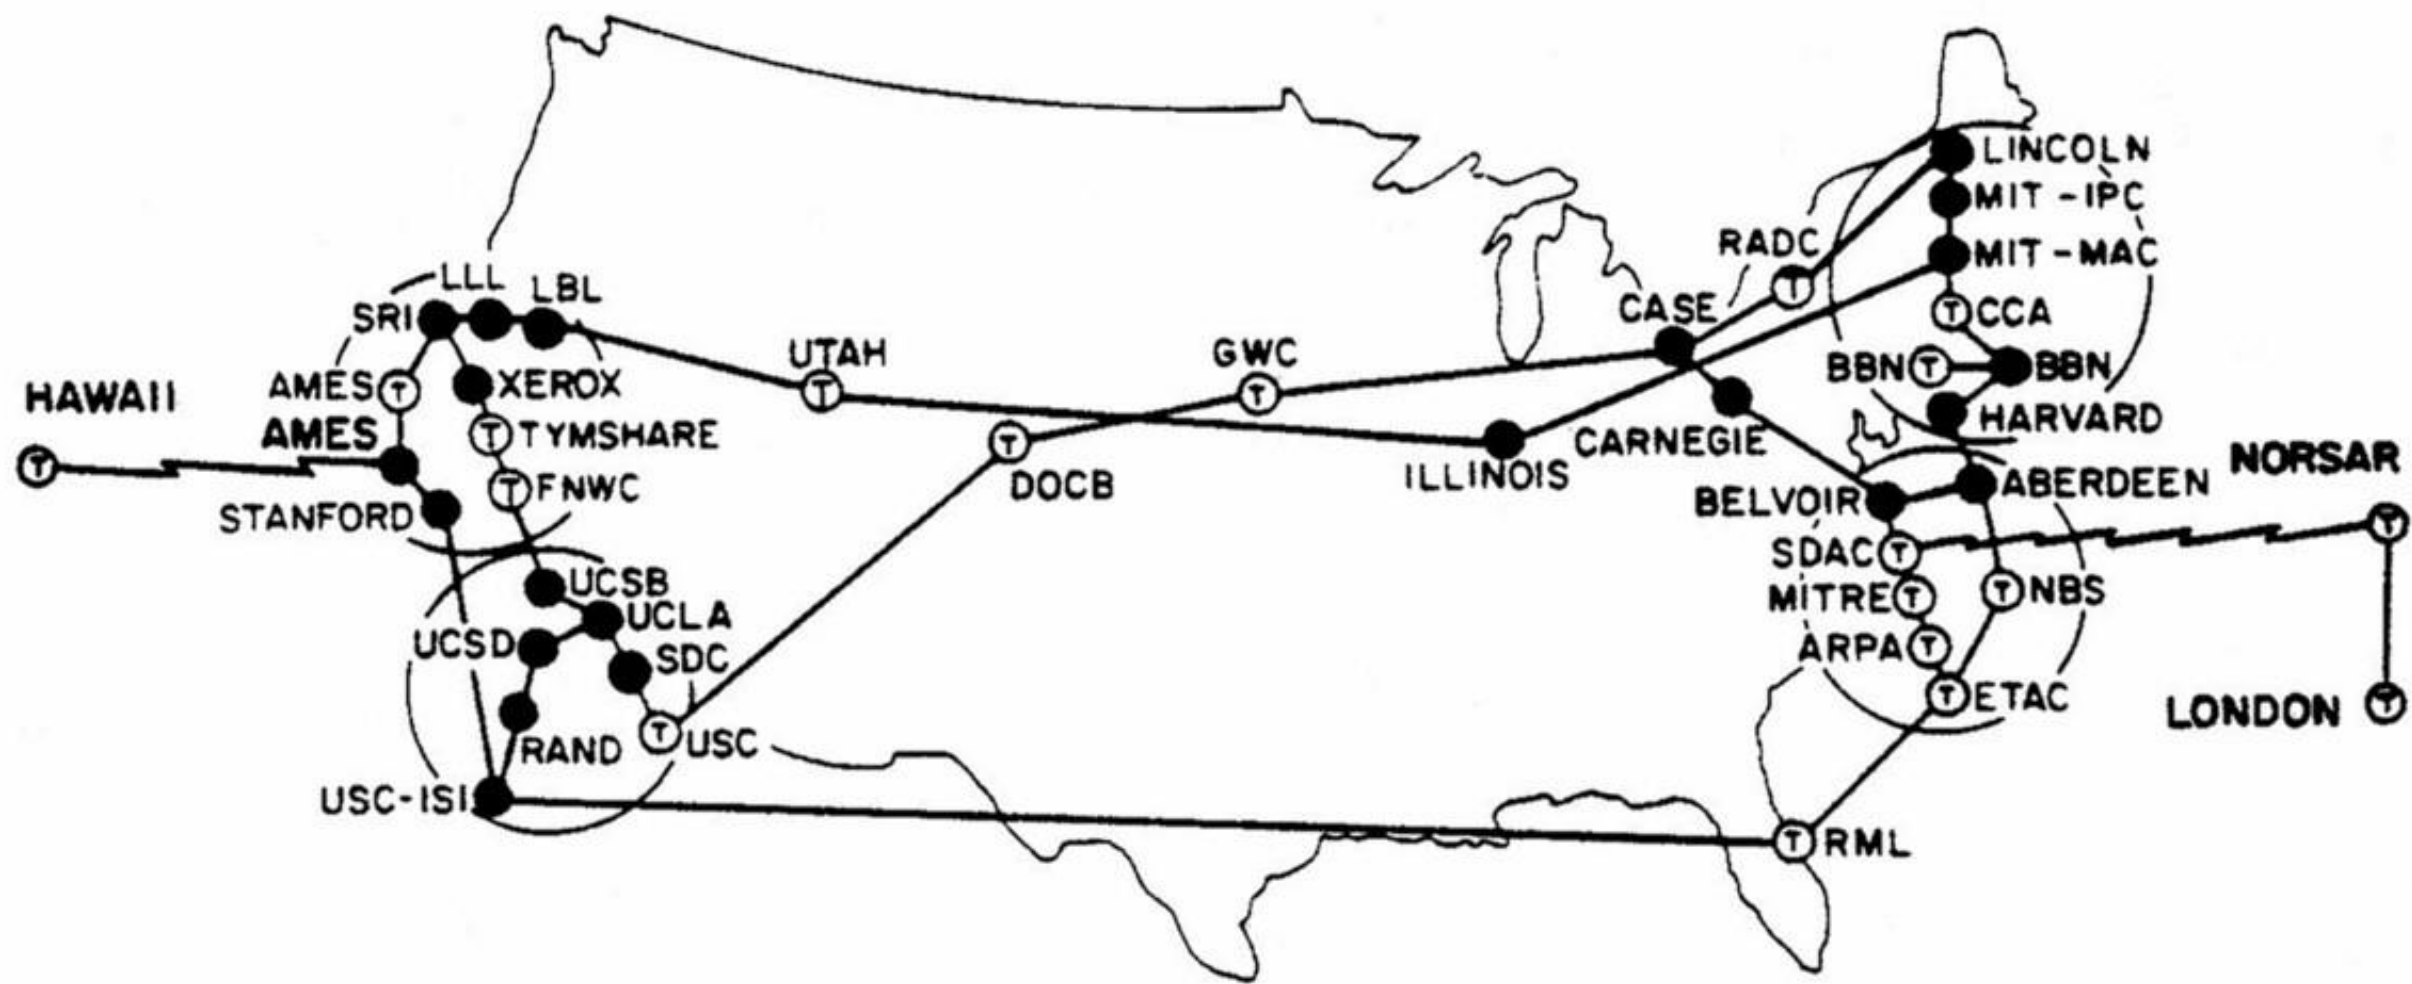 LINCOLN
MIT-IPC
RADC
MIT-MAC
LLL
LBL
SRI
CASE
CCA
UTAH
GWC
HAWAII
AMES
T
XEROX
T
T
T
T
BBN
T
BBN
AMES
T
TYMSHARE
T
CARNEGIE
HARVARD
T
STANFORD
T
FNWC
DOCB
ILLINOIS
BELVOIR
ABERDEEN
NORSAR
T
SDAC
T
UCSB
MITRE
T
T
NBS
UCLA
UCSD
SDC
ARPA
T
RAND
T
USC
T
ETAC
LONDON
T
USC-ISI
T
RML